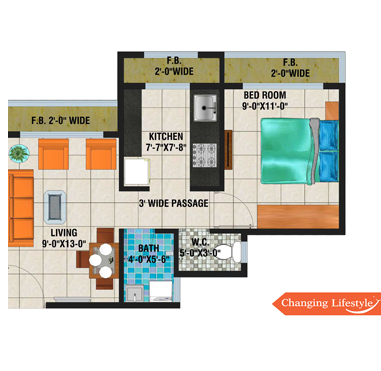 F.B.
2'-0"WIDE
F.B.
2'-0"WIDE
BED ROOM
9'-0"X11'-0"
F.B. 2'-0" WIDE
KITCHEN
7'-7"X7'-8"
3' WIDE PASSAGE
LIVING
9'-0"X13'-0"
BATH
4'-0"X5'-6"
W.C.
5'-0"X3'-0"
Changing Lifestyle